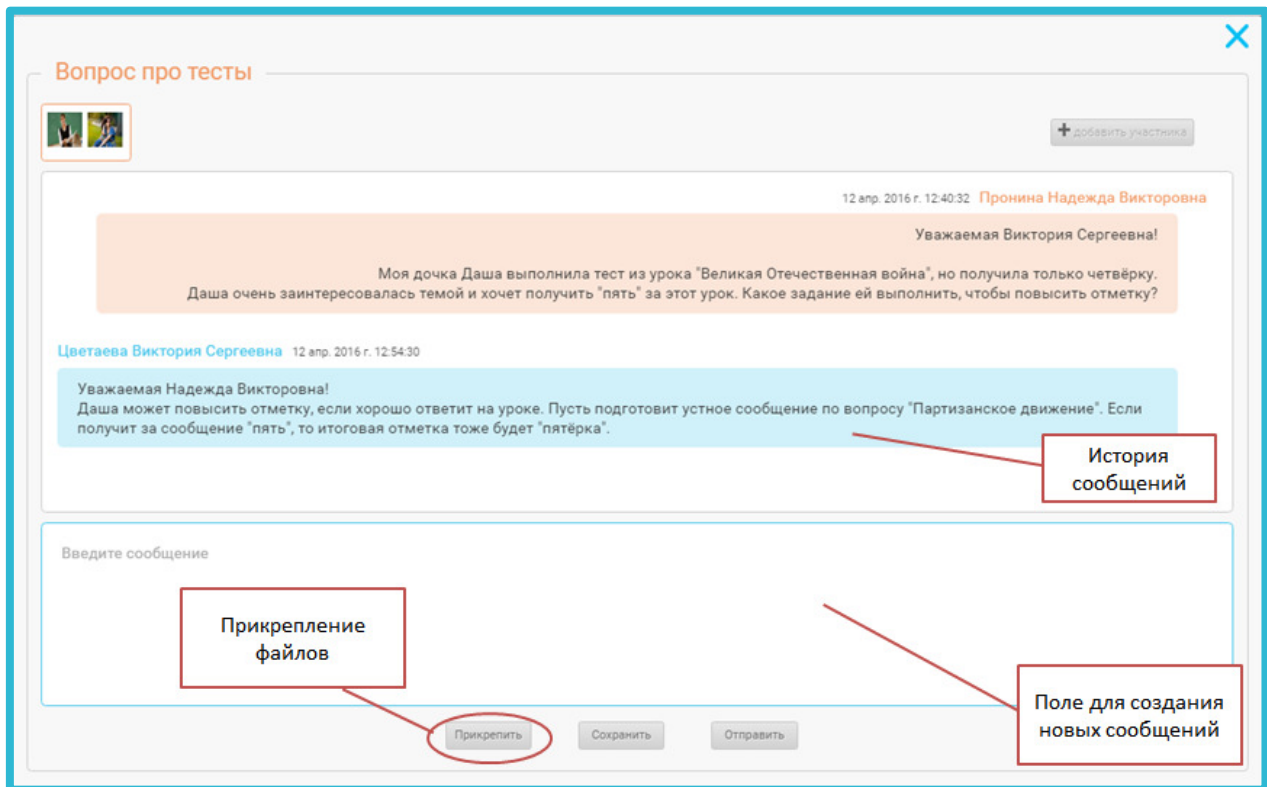 Вопрос про тесты
+ добавить участника
12 апр. 2016 г. 12:40:32 Пронина Надежда Викторовна
Уважаемая Виктория Сергеевна!
Моя дочка Даша выполнила тест из урока "Великая Отечественная война", но получила только четвёрку.
Даша очень заинтересовалась темой и хочет получить "пять" за этот урок. Какое задание ей выполнить, чтобы повысить отметку?
Цветаева Виктория Сергеевна 12 апр. 2016 г. 12:54:30
Уважаемая Надежда Викторовна!
Даша может повысить отметку, если хорошо ответит на уроке. Пусть подготовит устное сообщение по вопросу "Партизанское движение". Если
получит за сообщение "пять", то итоговая отметка тоже будет "пятёрка".
История
сообщений
Введите сообщение
Прикрепление
файлов
Поле для создания
новых сообщений
Прикрепить
Сохранить
Отправить